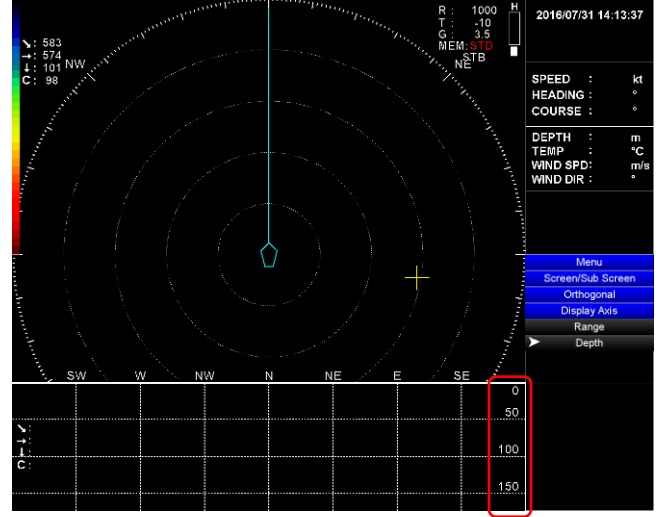 R : 1000
T : -10
G : 3.5
MEM: STD
STB
H
↘: 583
→: 574
↓: 101
C: 98
NW
NE
2016/07/31 14:13:37
SPEED : kt
HEADING : °
COURSE : °
DEPTH : m
TEMP : °C
WIND SPD: m/s
WIND DIR : °
Menu
Screen/Sub Screen
Orthogonal
Display Axis
Range
➤ Depth
SW W NW N NE E SE
0
50
100
150
↘:
→:
↓:
C: